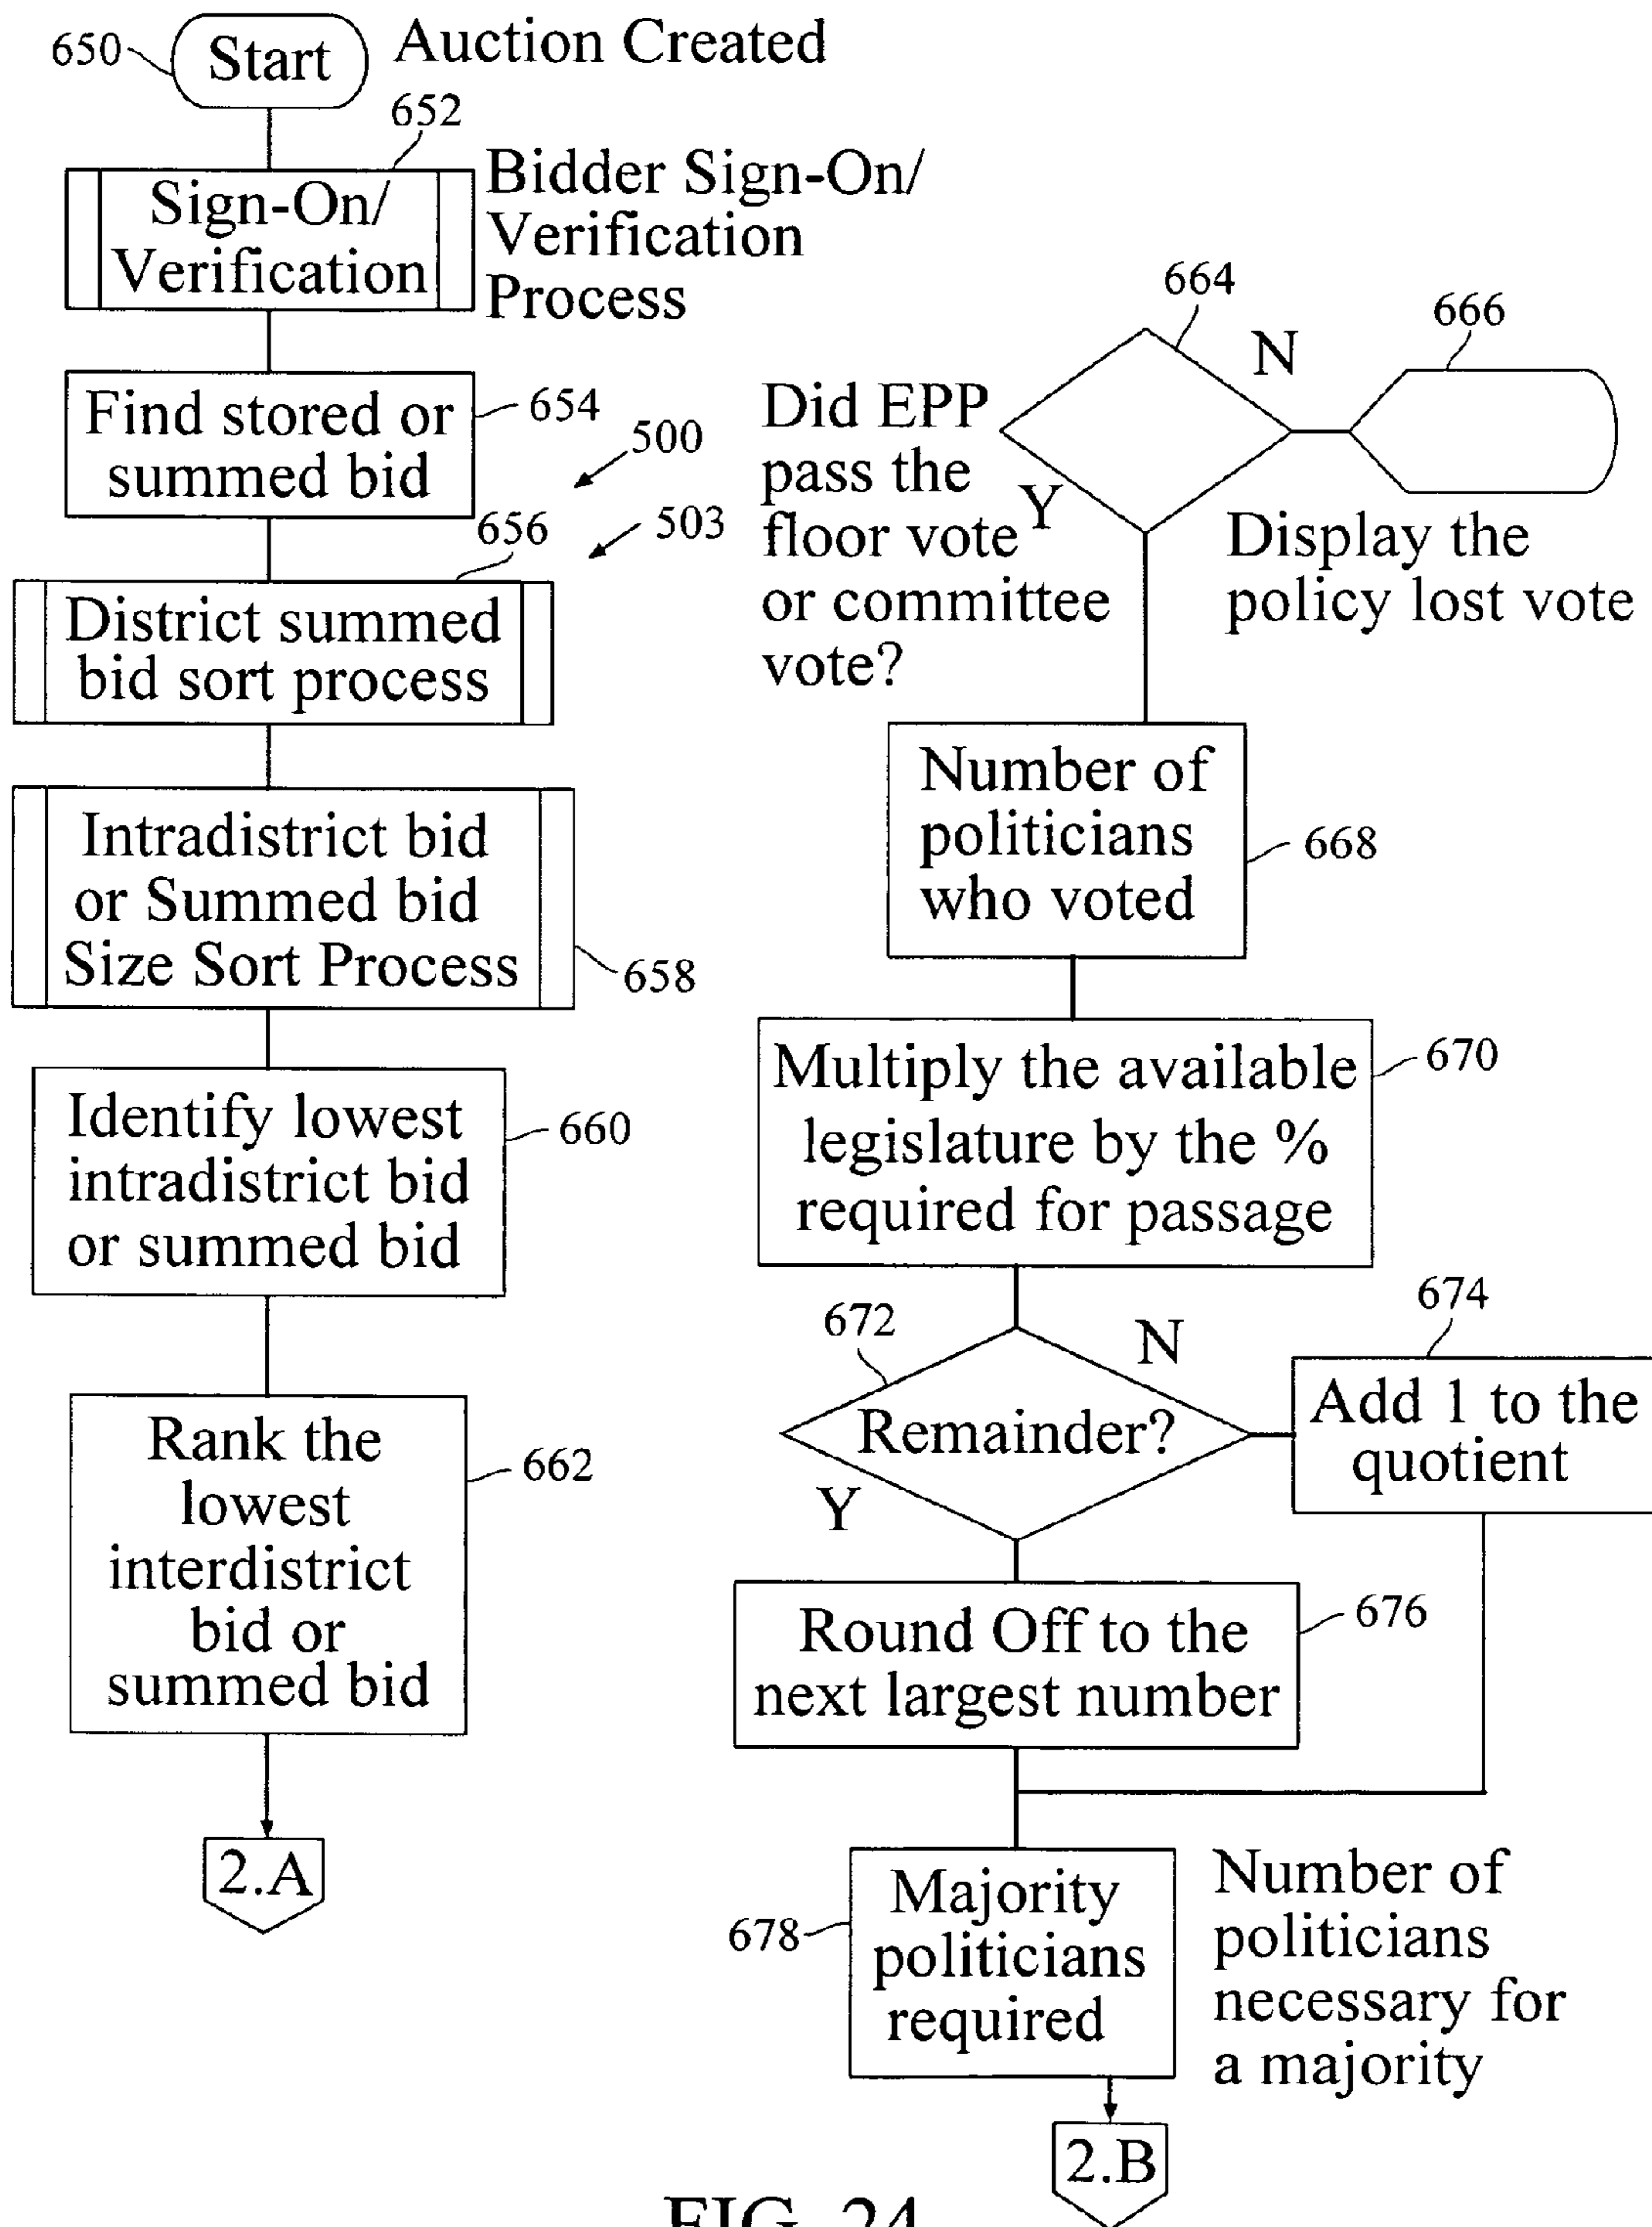 650
Start
Auction Created
652
Sign-On/
Verification
Bidder Sign-On/
Verification
Process
Find stored or
summed bid
654
500
503
656
District summed
bid sort process
Intradistrict bid
or Summed bid
Size Sort Process
658
Identify lowest
intradistrict bid
or summed bid
660
Rank the
lowest
interdistrict
bid or
summed bid
662
2.A
664
N
666
Did EPP
pass the
floor vote
or committee
vote?
Y
Display the
policy lost vote
Number of
politicians
who voted
668
Multiply the available
legislature by the %
required for passage
670
672
Remainder?
N
674
Add 1 to the
quotient
Y
Round Off to the
next largest number
676
Majority
politicians
required
678
Number of
politicians
necessary for
a majority
2.B
FIG. 24